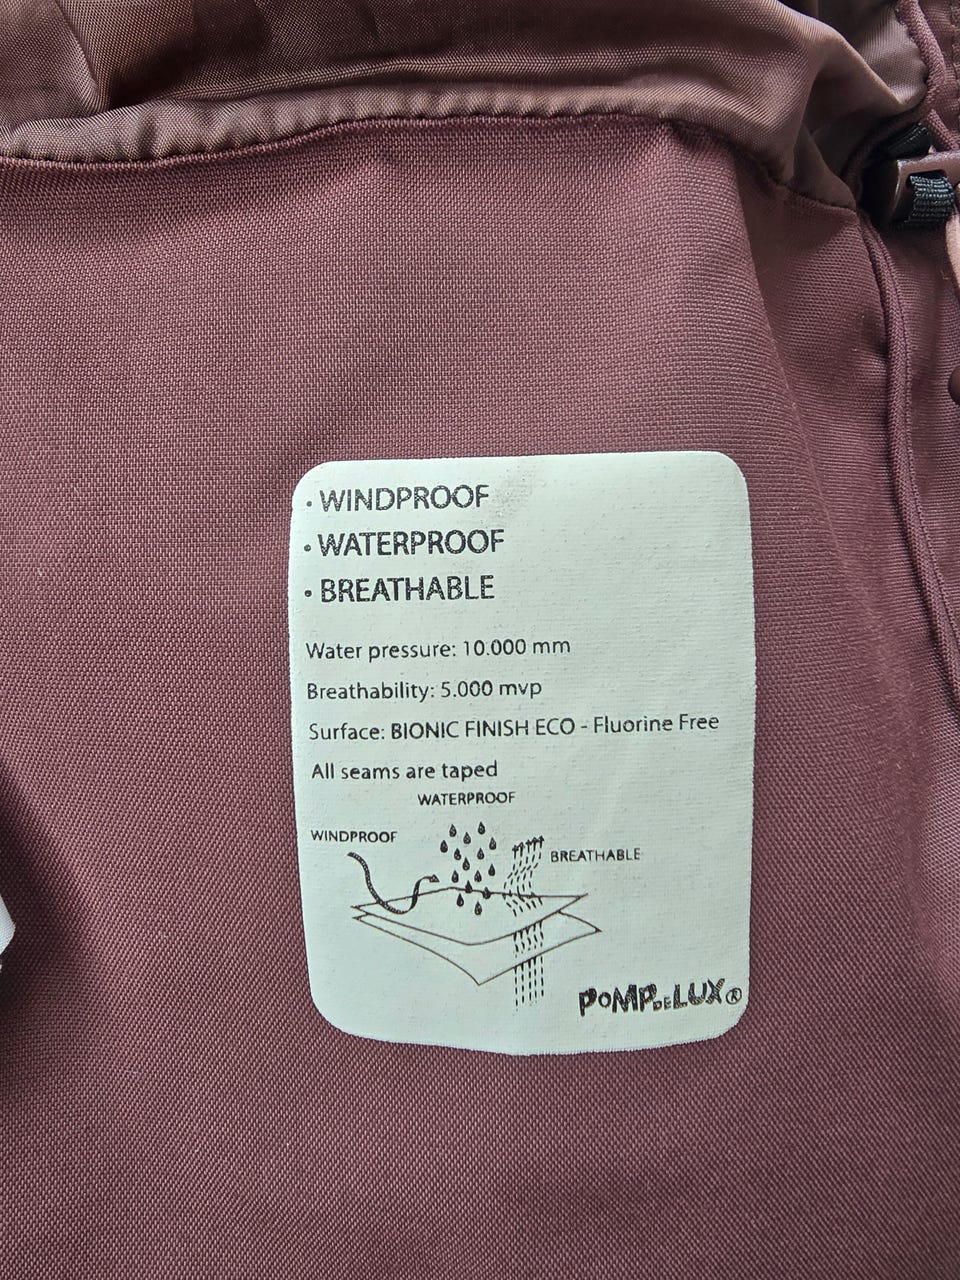 · WINDPROOF
· WATERPROOF
· BREATHABLE
Water pressure: 10.000 mm
Breathability: 5.000 mvp
Surface: BIONIC FINISH ECO - Fluorine Free
All seams are taped
WATERPROOF
WINDPROOF
BREATHABLE
POMPDELUX®